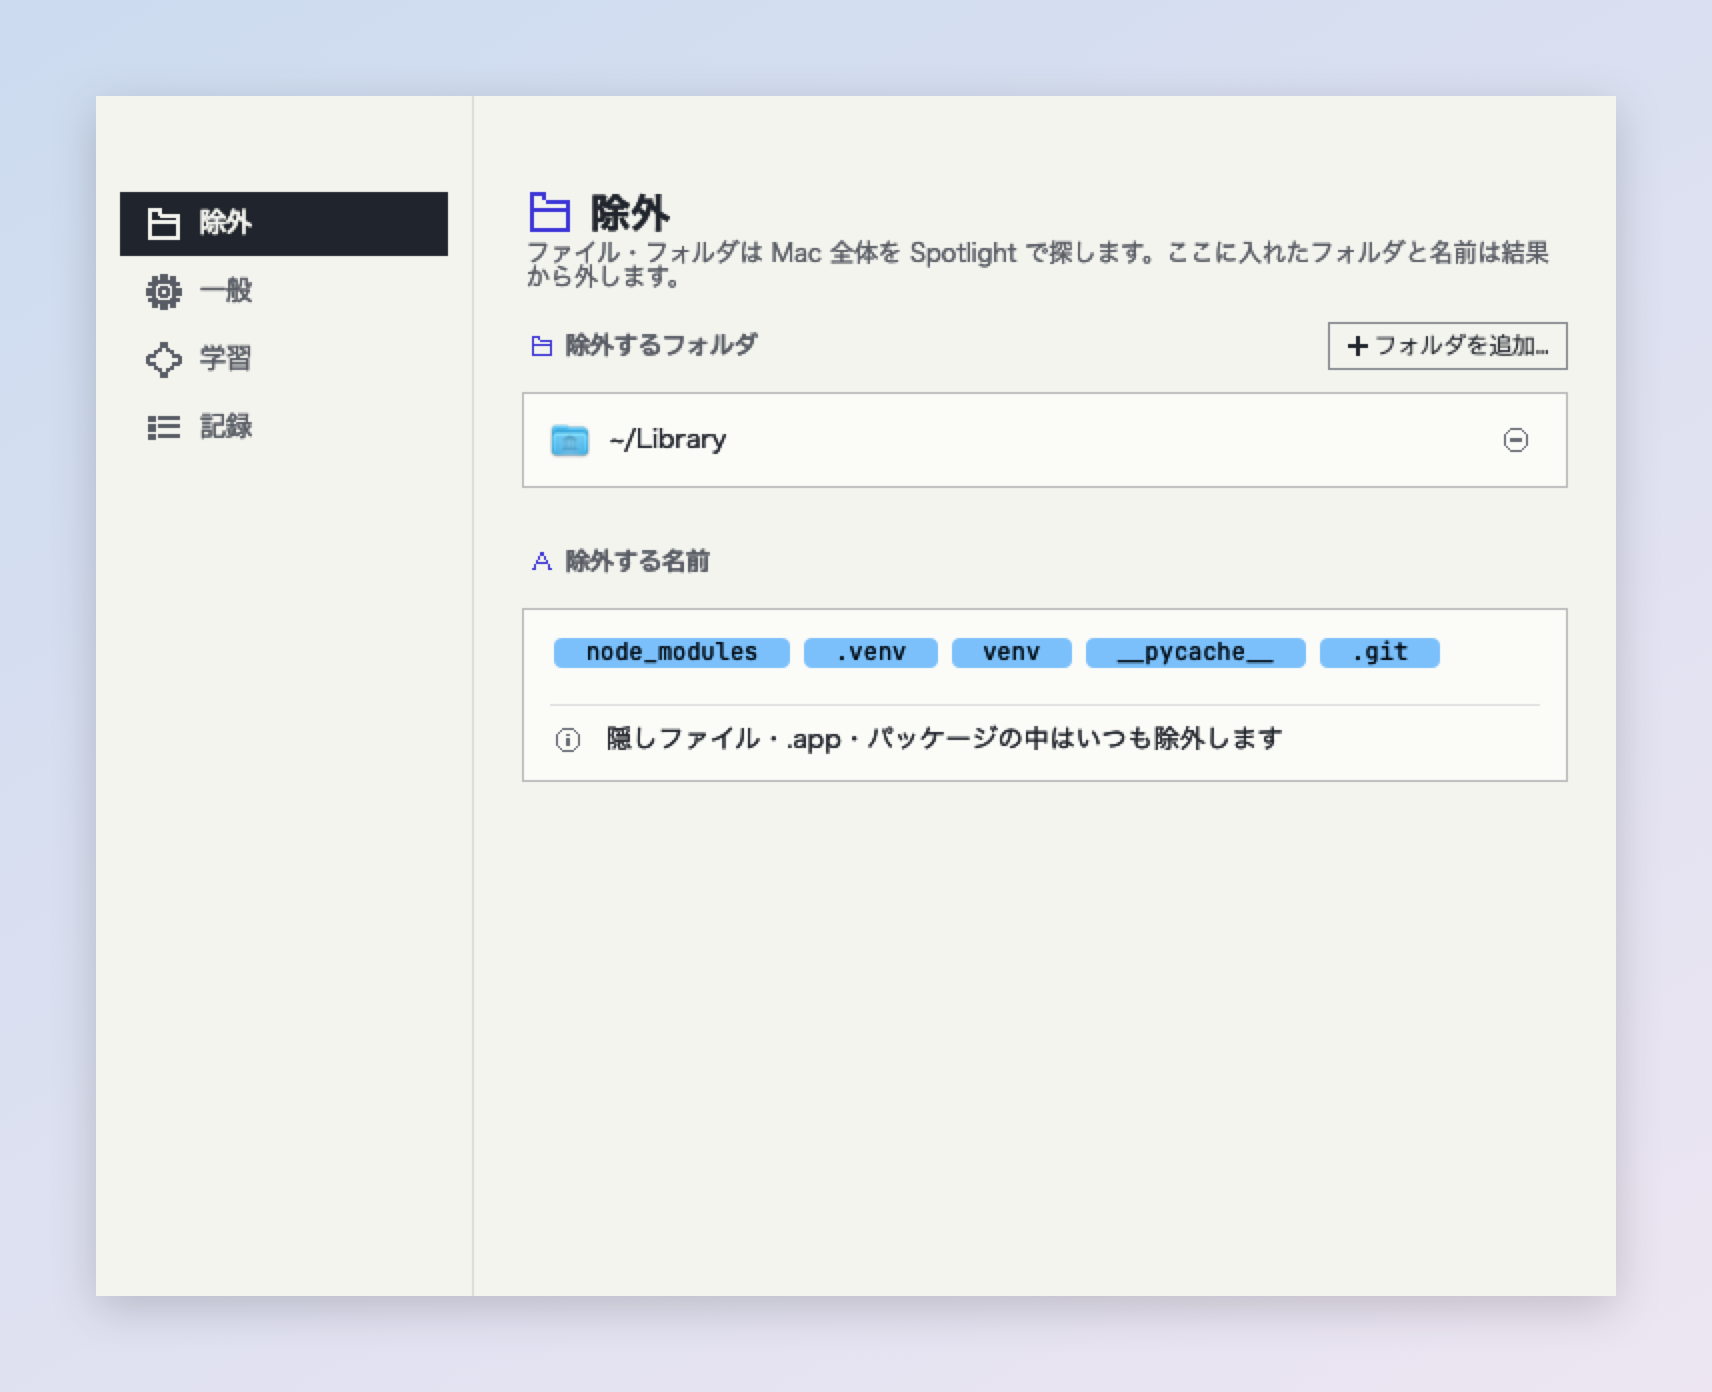 除外
一般
学習
記録
除外
ファイル・フォルダは Mac 全体を Spotlight で探します。ここに入れたフォルダと名前は結果
から外します。
除外するフォルダ
フォルダを追加…
~/Library
除外する名前
node_modules .venv venv __pycache__ .git
隠しファイル・.app・パッケージの中はいつも除外します